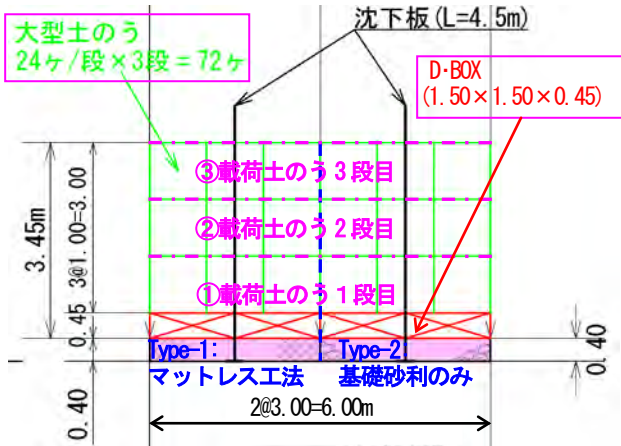 沈下板(L=4.5m)
大型土のう
24ヶ/段×3段=72ヶ
D・BOX
(1.50×1.50×0.45)
③載荷土のう3段目
②載荷土のう2段目
①載荷土のう1段目
3.45m
3@1.00=3.00
0.45
0.40
0.40
Type-1:
マットレス工法
Type-2
基礎砂利のみ
2@3.00=6.00m